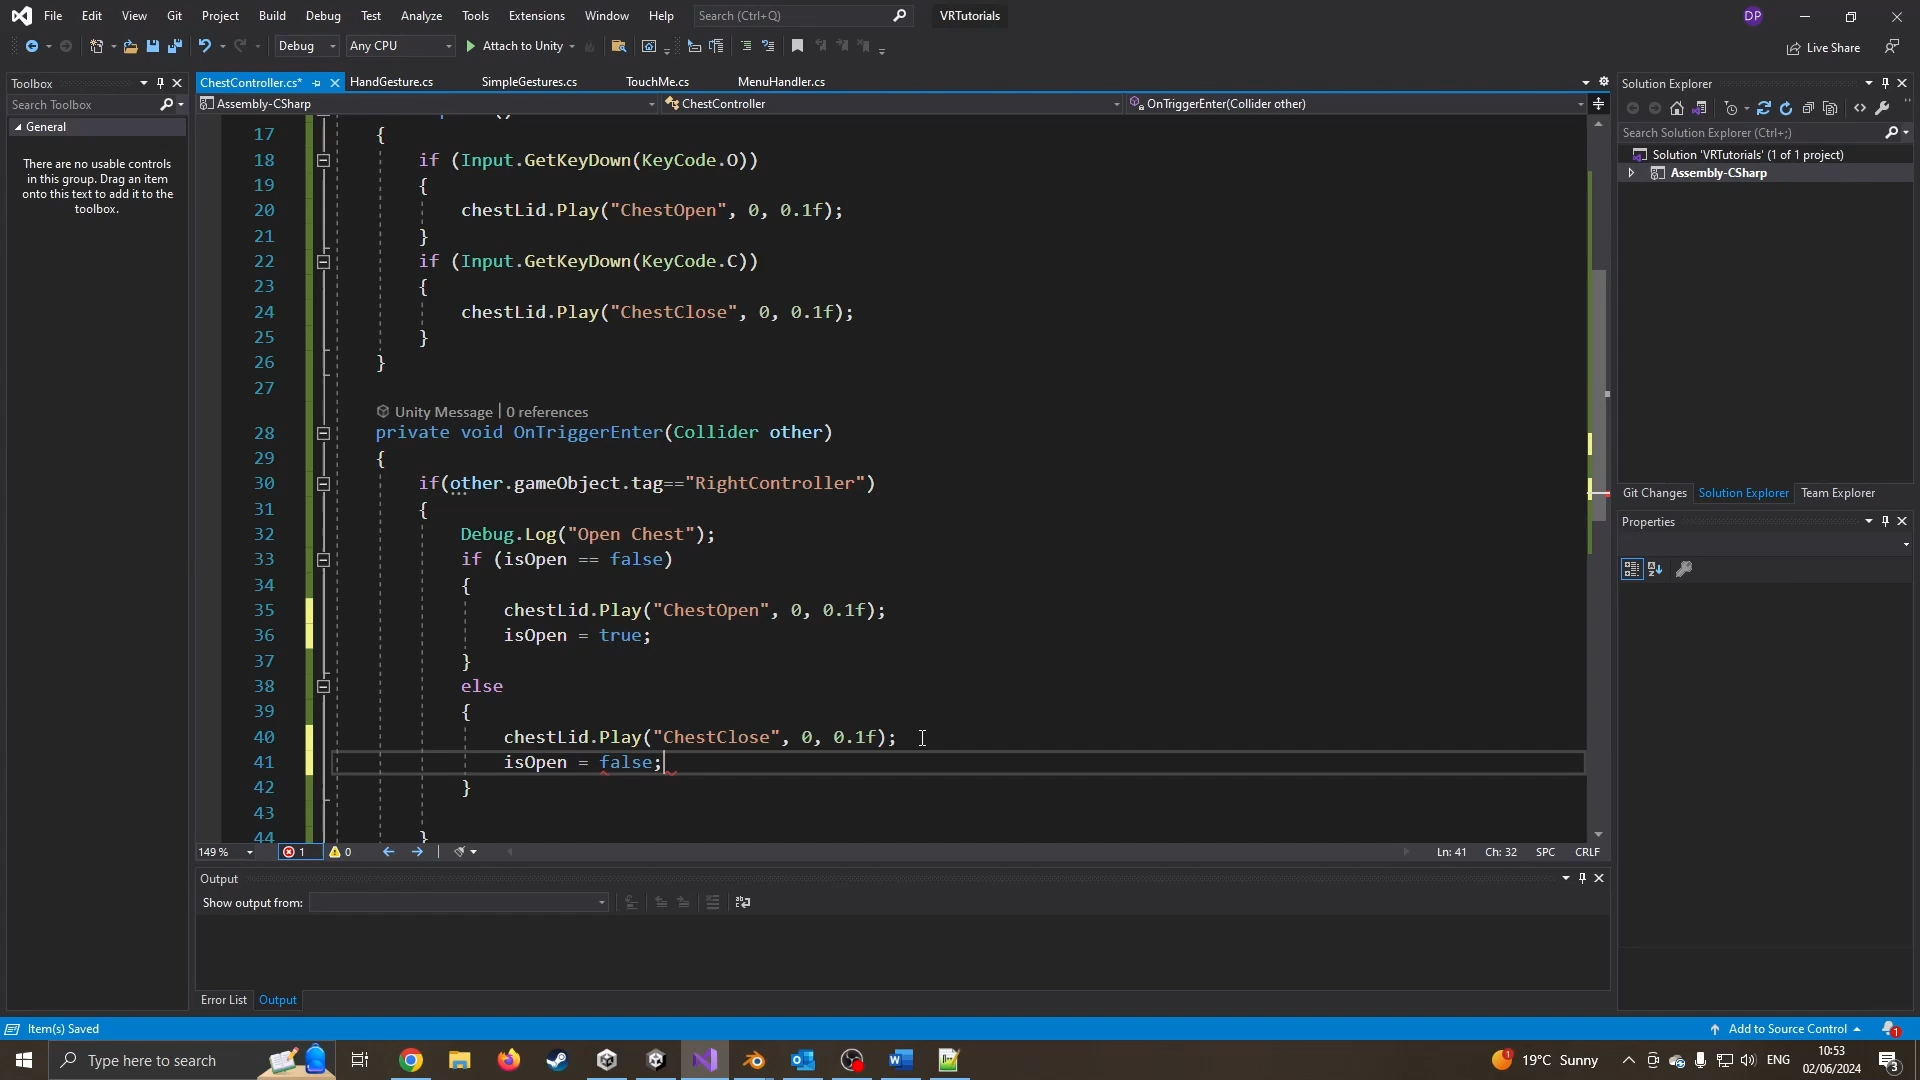 File Edit View Git Project Build Debug Test Analyze Tools Extensions Window Help Search (Ctrl+Q) VRTutorials DP
Debug Any CPU Attach to Unity Live Share
Toolbox
Search Toolbox
General
There are no usable controls
in this group. Drag an item
onto this text to add it to the
toolbox.
ChestController.cs* HandGesture.cs SimpleGestures.cs TouchMe.cs MenuHandler.cs
Assembly-CSharp ChestController OnTriggerEnter(Collider other)
17 {
18 if (Input.GetKeyDown(KeyCode.O))
19 {
20 chestLid.Play("ChestOpen", 0, 0.1f);
21 }
22 if (Input.GetKeyDown(KeyCode.C))
23 {
24 chestLid.Play("ChestClose", 0, 0.1f);
25 }
26 }
27
Unity Message | 0 references
28 private void OnTriggerEnter(Collider other)
29 {
30 if(other.gameObject.tag=="RightController")
31 {
32 Debug.Log("Open Chest");
33 if (isOpen == false)
34 {
35 chestLid.Play("ChestOpen", 0, 0.1f);
36 isOpen = true;
37 }
38 else
39 {
40 chestLid.Play("ChestClose", 0, 0.1f);
41 isOpen = false;
42 }
43
44 }
149 % 1 0 Ln: 41 Ch: 32 SPC CRLF
Output
Show output from:
Error List Output
Solution Explorer
Search Solution Explorer (Ctrl+;)
Solution 'VRTutorials' (1 of 1 project)
Assembly-CSharp
Git Changes Solution Explorer Team Explorer
Properties
Item(s) Saved Add to Source Control 1
Type here to search 19°C Sunny ENG 10:53
02/06/2024 3